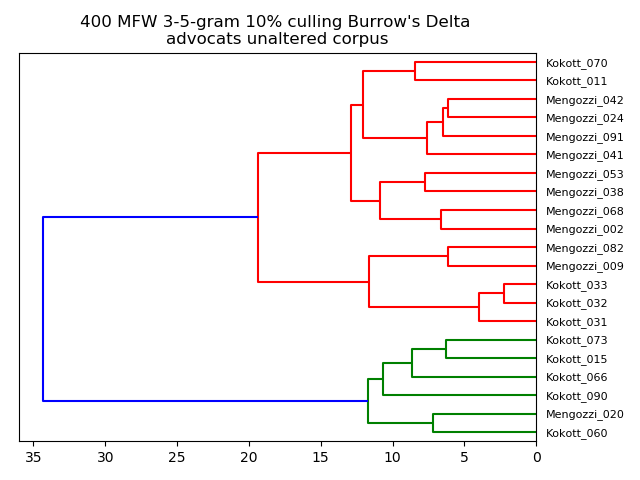 400 MFW 3-5-gram 10% culling Burrow's Delta
advocats unaltered corpus
Kokott_070
Kokott_011
Mengozzi_042
Mengozzi_024
Mengozzi_091
Mengozzi_041
Mengozzi_053
Mengozzi_038
Mengozzi_068
Mengozzi_002
Mengozzi_082
Mengozzi_009
Kokott_033
Kokott_032
Kokott_031
Kokott_073
Kokott_015
Kokott_066
Kokott_090
Mengozzi_020
Kokott_060
35 30 25 20 15 10 5 0